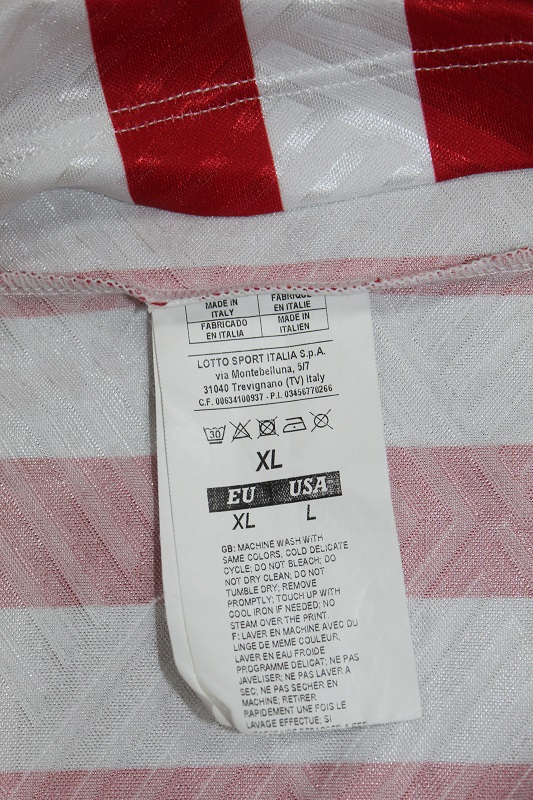 MADE IN ITALY
FABRIQUE EN ITALIE
FABRICADO EN ITALIA
MADE IN ITALIEN
LOTTO SPORT ITALIA S.p.A.
via Montebelluna, 5/7
31040 Trevignano (TV) italy
C.F. 00634100937 - P.I. 03456770266
30
XL
EU USA
XL L
GB: MACHINE WASH WITH
SAME COLORS, COLD DELICATE
CYCLE; DO NOT BLEACH; DO
NOT DRY CLEAN; DO NOT
TUMBLE DRY; REMOVE
PROMPTLY; TOUCH UP WITH
COOL IRON IF NEEDED; NO
STEAM OVER THE PRINT.
F: LAVER EN MACHINE AVEC DU
LINGE DE MEME COULEUR,
LAVER EN EAU FROIDE
PROGRAMME DELICAT; NE PAS
JAVELISER; NE PAS LAVER A
SEC; NE PAS SECHER EN
MACHINE, RETIRER
RAPIDEMENT UNE FOIS LE
LAVAGE EFFECTUE, SI